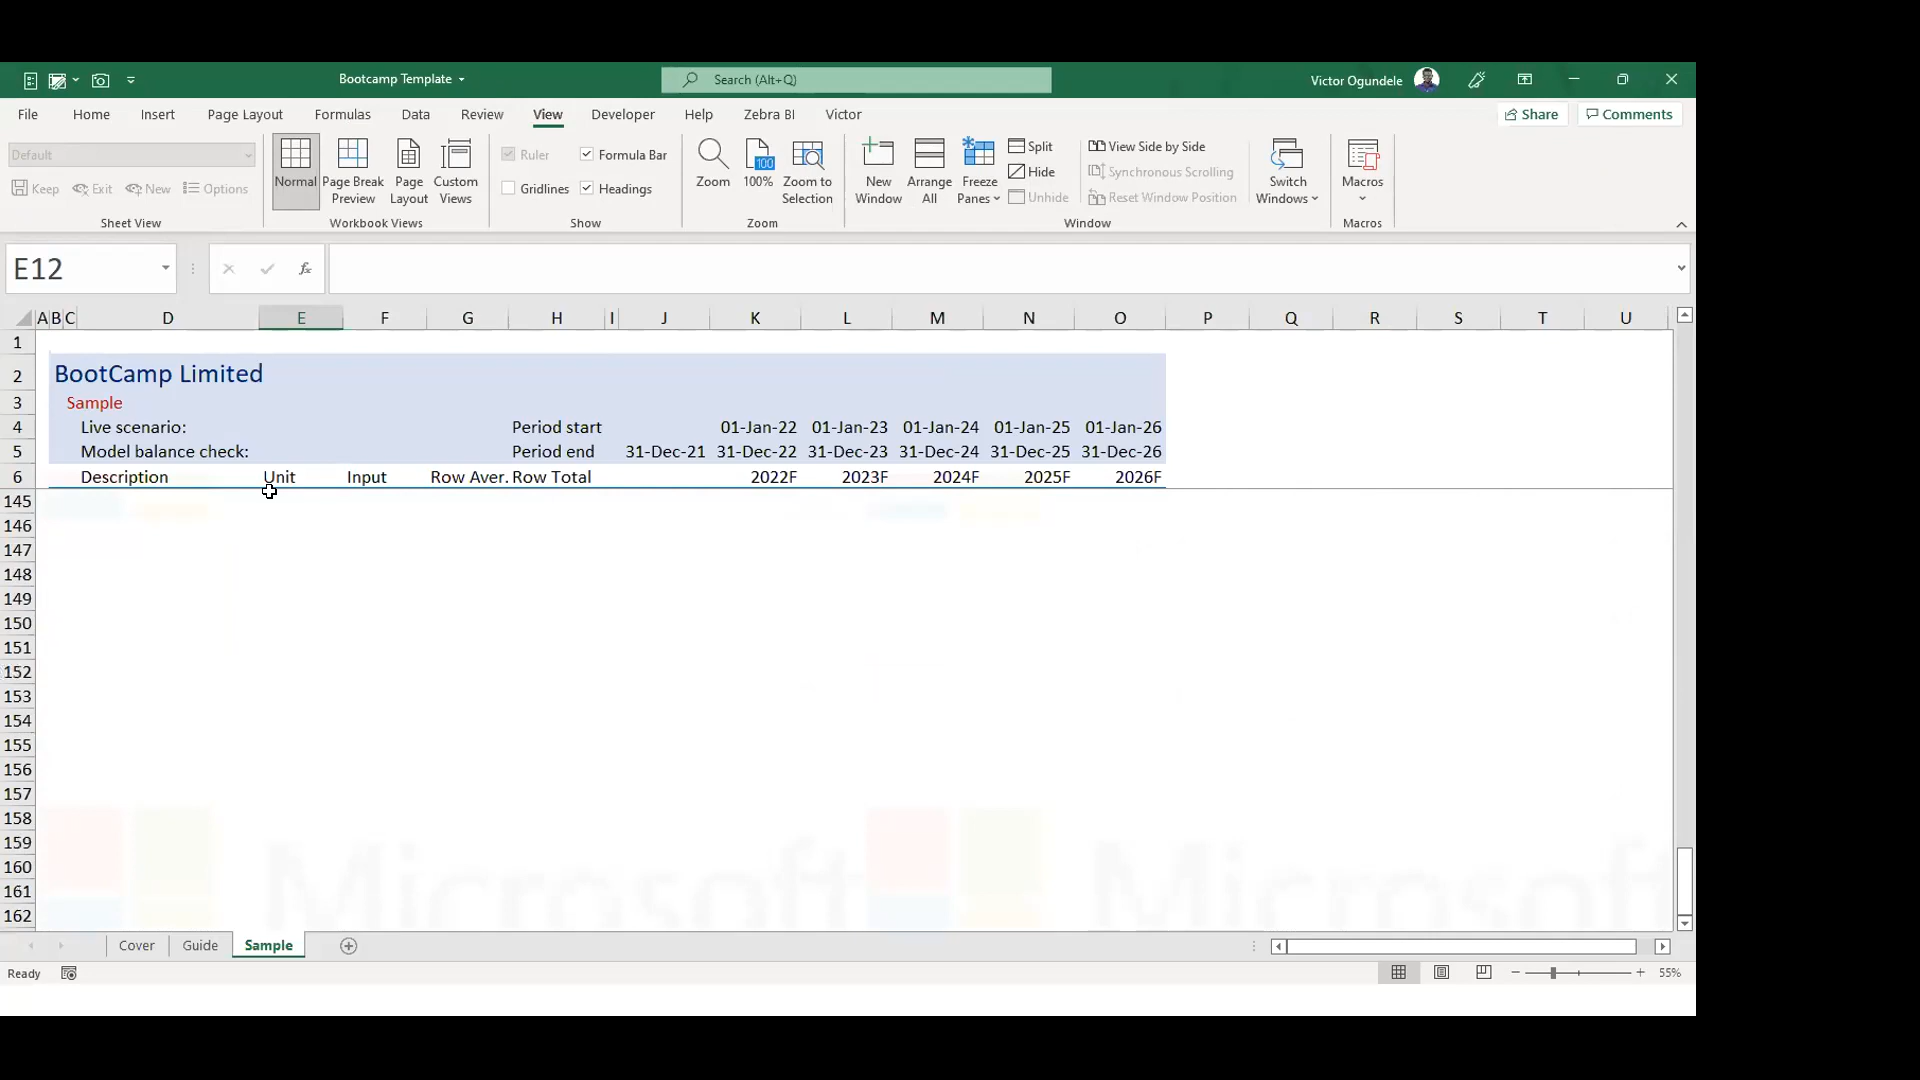 Bootcamp Template
Search (Alt+Q)
Victor Ogundele
File Home Insert Page Layout Formulas Data Review View Developer Help Zebra BI Victor Share Comments
Default
Keep Exit New Options
Sheet View
Normal Page Break Preview Page Layout Custom Views
Workbook Views
Ruler Formula Bar
Gridlines Headings
Show
Zoom 100% Zoom to Selection
100
Zoom
New Window Arrange All Freeze Panes
Split
Hide
Unhide
View Side by Side
Synchronous Scrolling
Reset Window Position
Switch Windows
Window
Macros
Macros
E12
fx
A B C D E F G H I J K L M N O P Q R S T U
1
2 BootCamp Limited
3 Sample
4 Live scenario: Period start 01-Jan-22 01-Jan-23 01-Jan-24 01-Jan-25 01-Jan-26
5 Model balance check: Period end 31-Dec-21 31-Dec-22 31-Dec-23 31-Dec-24 31-Dec-25 31-Dec-26
6 Description Unit Input Row Aver. Row Total 2022F 2023F 2024F 2025F 2026F
145
146
147
148
149
150
151
152
153
154
155
156
157
158
159
160
161
162
Microsoft Microsoft
Cover Guide Sample
Ready
55%